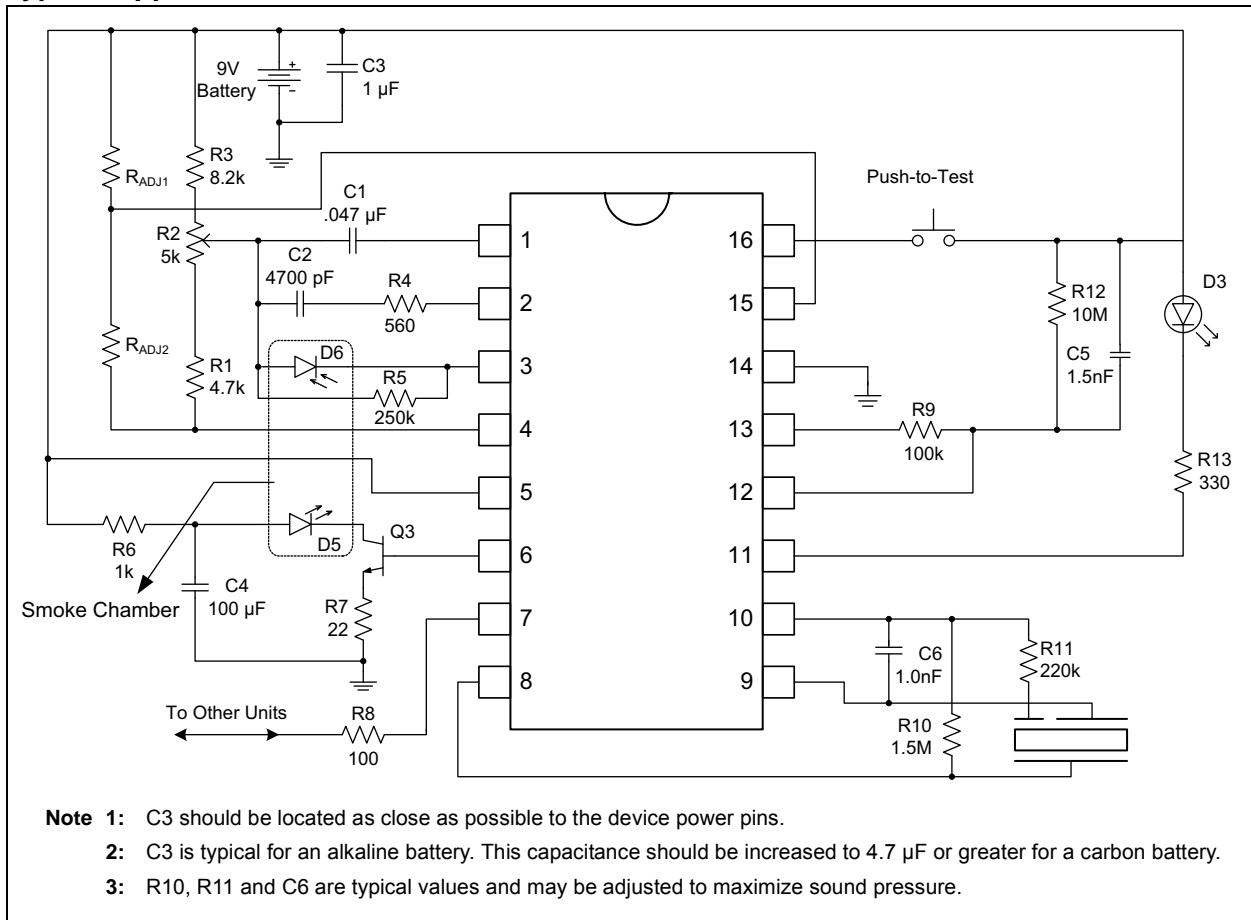 9V
Battery
+
−
C3
1 µF
R3
8.2k
RADJ1
C1
.047 µF
Push-to-Test
R2
5k
C2
4700 pF
R4
560
1
2
3
4
5
6
7
8
16
15
14
13
12
11
10
9
R12
10M
D3
C5
1.5nF
RADJ2
R1
4.7k
D6
R5
250k
R9
100k
R13
330
R6
1k
D5
Q3
C4
100 µF
Smoke Chamber
R7
22
C6
1.0nF
R11
220k
To Other Units
R8
100
R10
1.5M
Note 1: C3 should be located as close as possible to the device power pins.
2: C3 is typical for an alkaline battery. This capacitance should be increased to 4.7 µF or greater for a carbon battery.
3: R10, R11 and C6 are typical values and may be adjusted to maximize sound pressure.